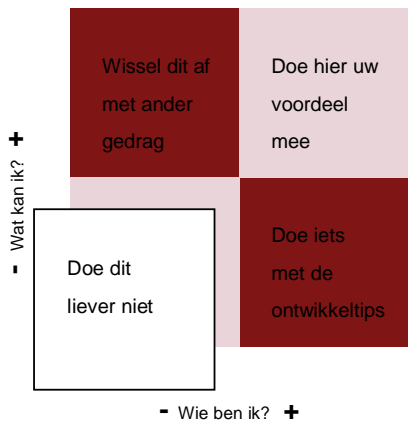 Wissel dit af
met ander
gedrag
Doe hier uw
voordeel
mee
- Wat kan ik? +
Doe dit
liever niet
Doe iets
met de
ontwikkeltips
- Wie ben ik? +